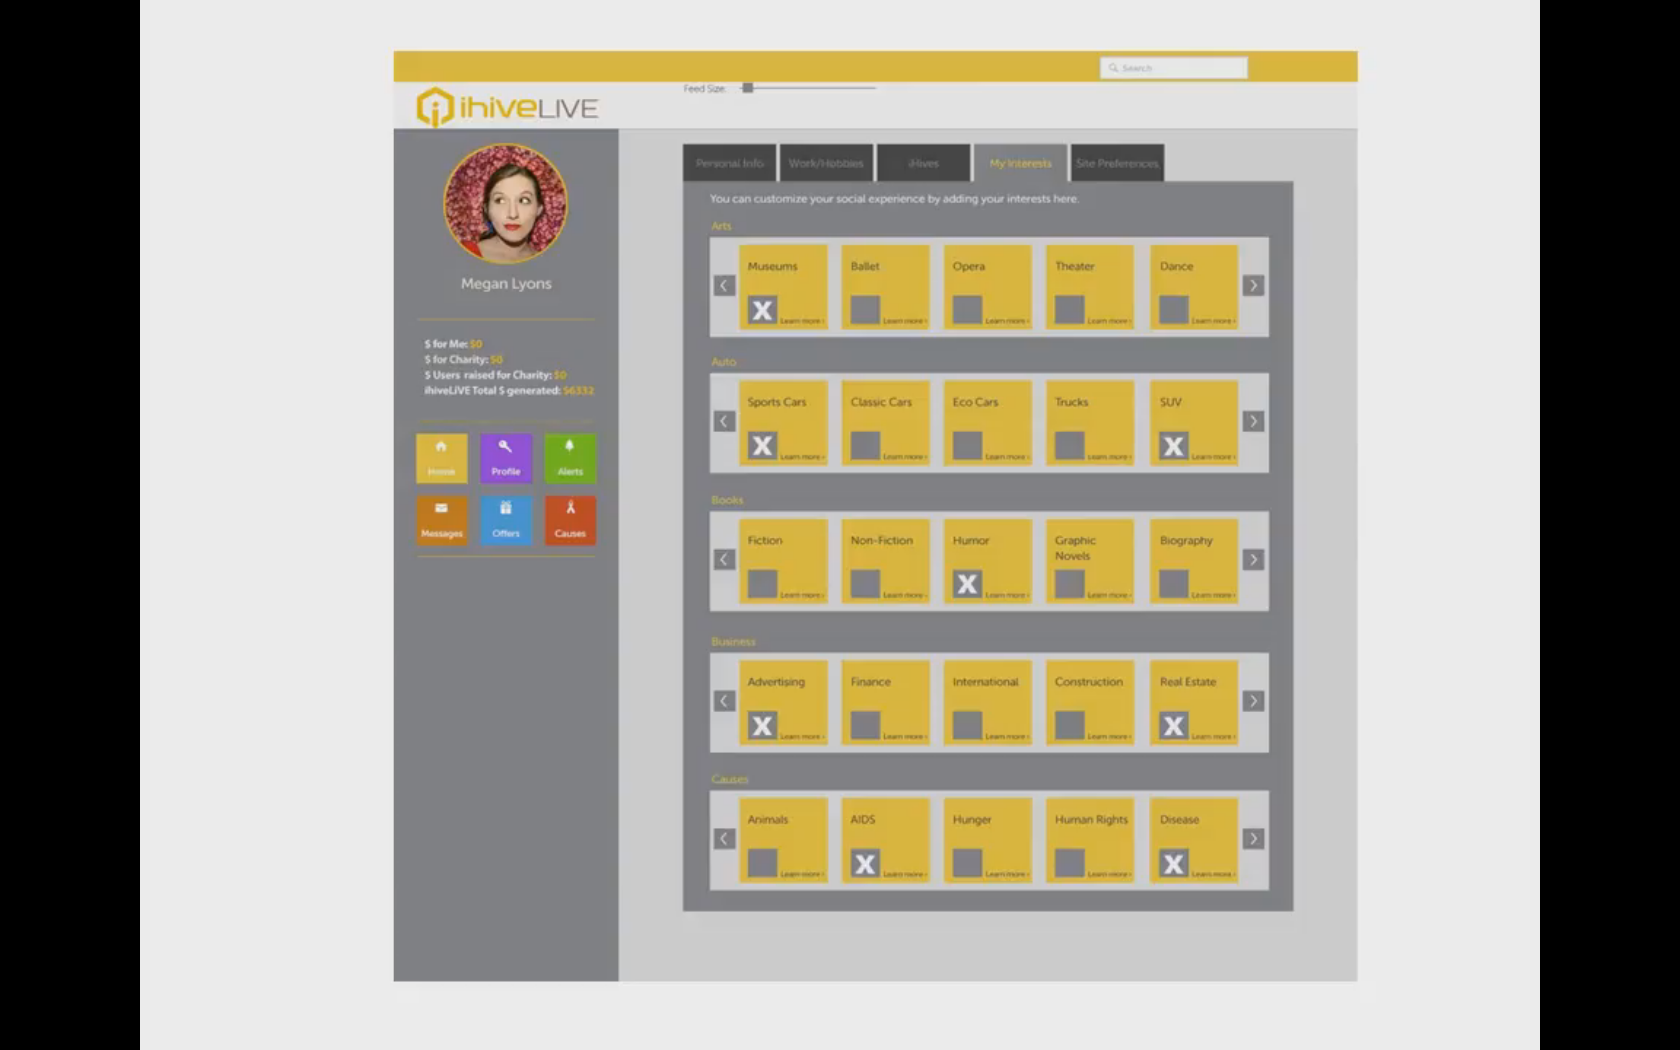 Search
Feed Size:
ihiveLIVE
Personal Info
Work/Hobbies
iHives
My Interests
Site Preferences
Megan Lyons
$ for Me: $0
$ for Charity: $0
$ Users raised for Charity: $0
ihiveLiVE Total $ generated: $6332
Home
Profile
Alerts
Messages
Offers
Causes
You can customize your social experience by adding your interests here.
Arts
Museums
X
Learn more ›
Ballet
Learn more ›
Opera
Learn more ›
Theater
Learn more ›
Dance
Learn more ›
Auto
Sports Cars
X
Learn more ›
Classic Cars
Learn more ›
Eco Cars
Learn more ›
Trucks
Learn more ›
SUV
X
Learn more ›
Books
Fiction
Learn more ›
Non-Fiction
Learn more ›
Humor
X
Learn more ›
Graphic
Novels
Learn more ›
Biography
Learn more ›
Business
Advertising
X
Learn more ›
Finance
Learn more ›
International
Learn more ›
Construction
Learn more ›
Real Estate
X
Learn more ›
Causes
Animals
Learn more ›
AIDS
X
Learn more ›
Hunger
Learn more ›
Human Rights
Learn more ›
Disease
X
Learn more ›